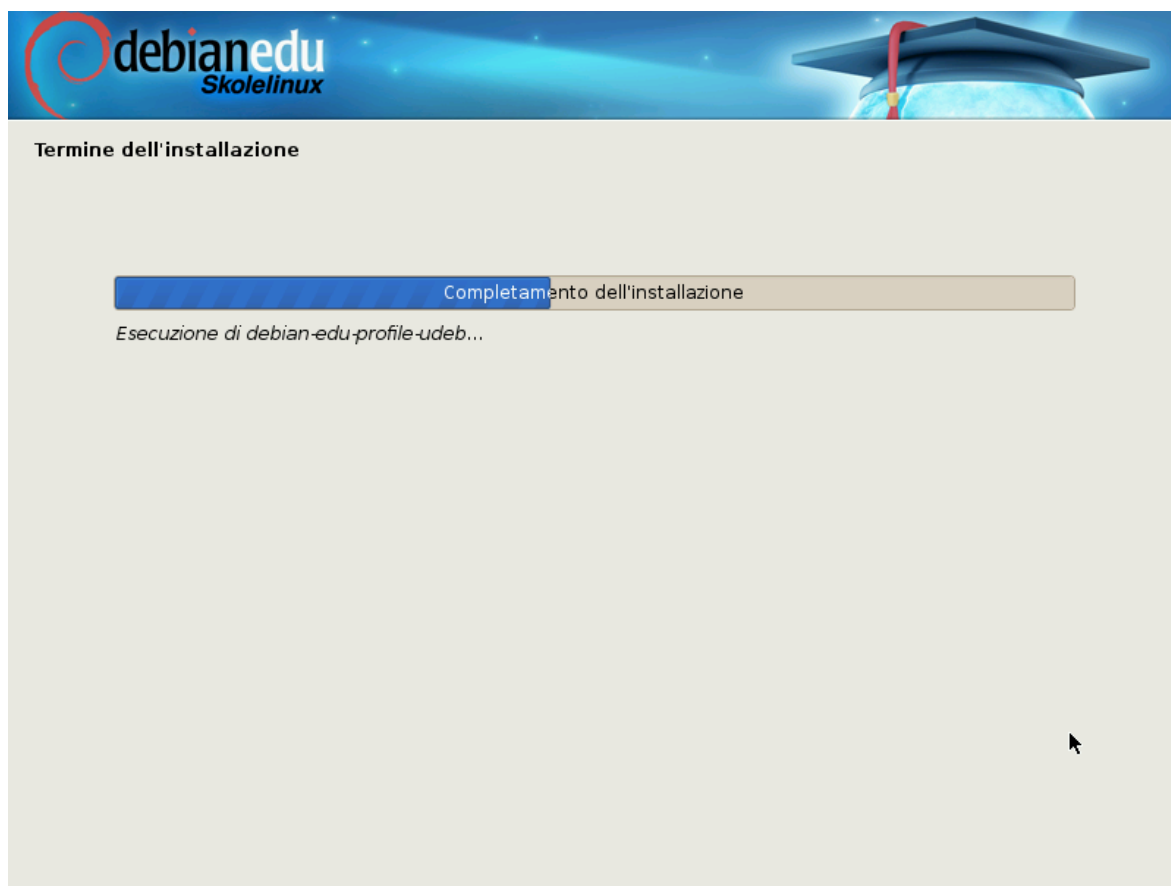 debianedu
Skolelinux
Termine dell'installazione
Completamento dell'installazione
Esecuzione di debian-edu-profile-udeb...